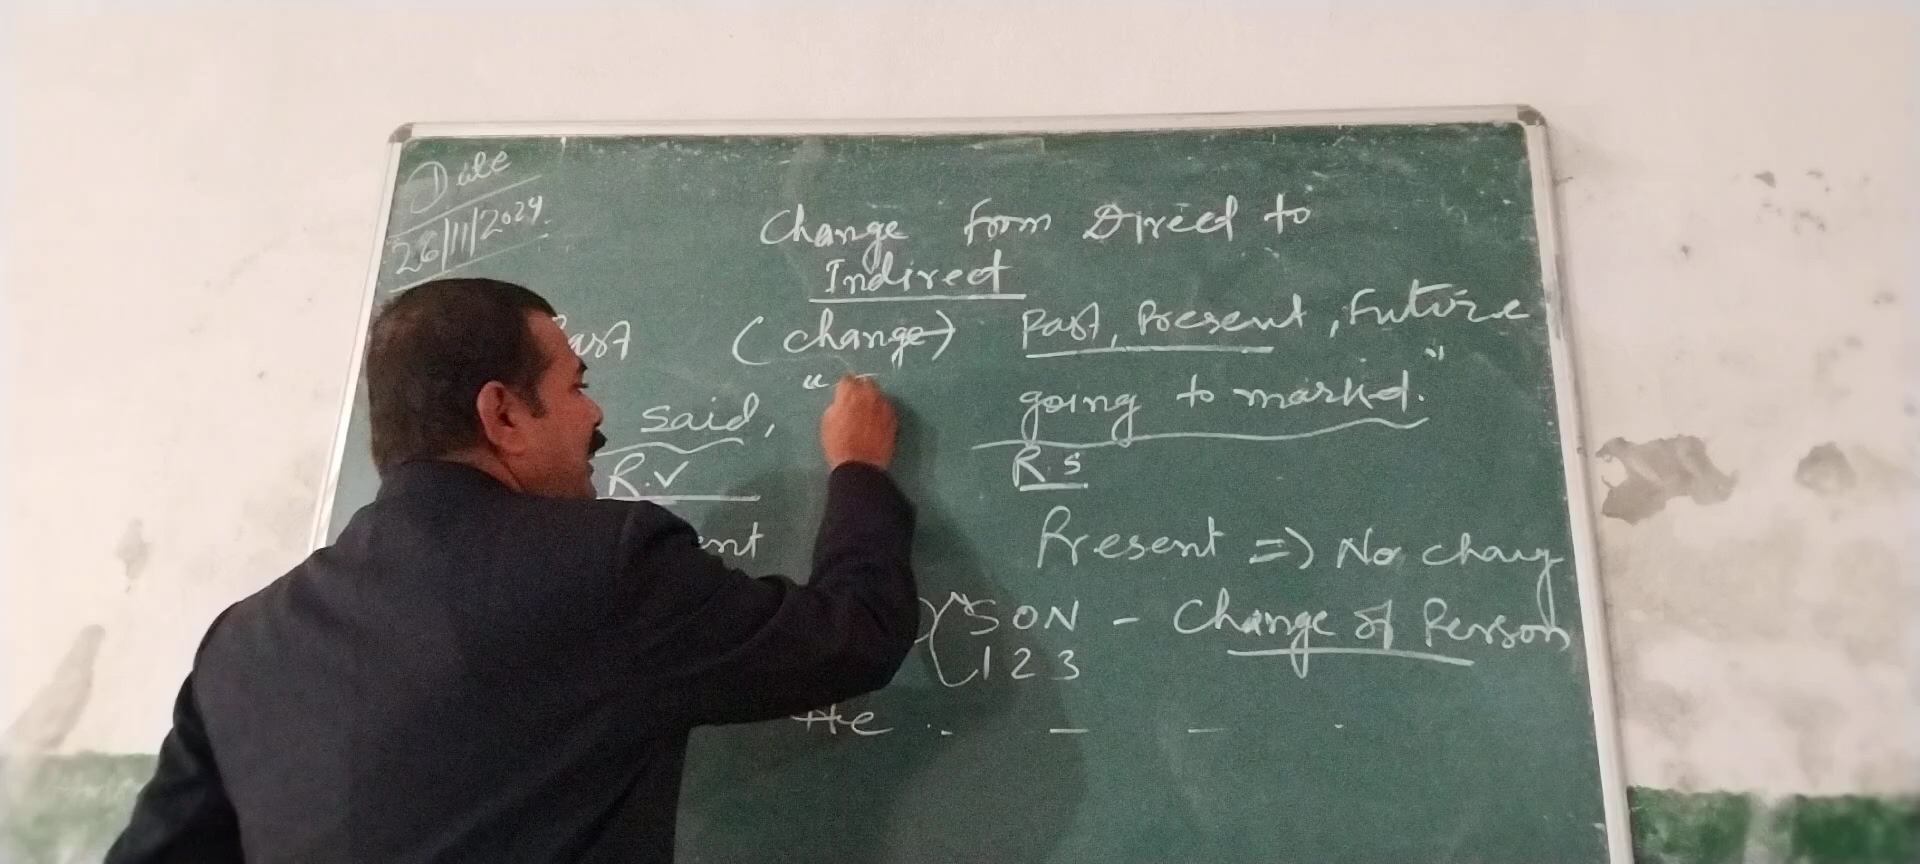 Date
26/11/2024.
Change from Direct to
Indirect
Past (change) Past, Present, Future
said, “ going to market.”
R.V R.S
Present => No chang
SON - Change of Person
1 2 3
He . - - .